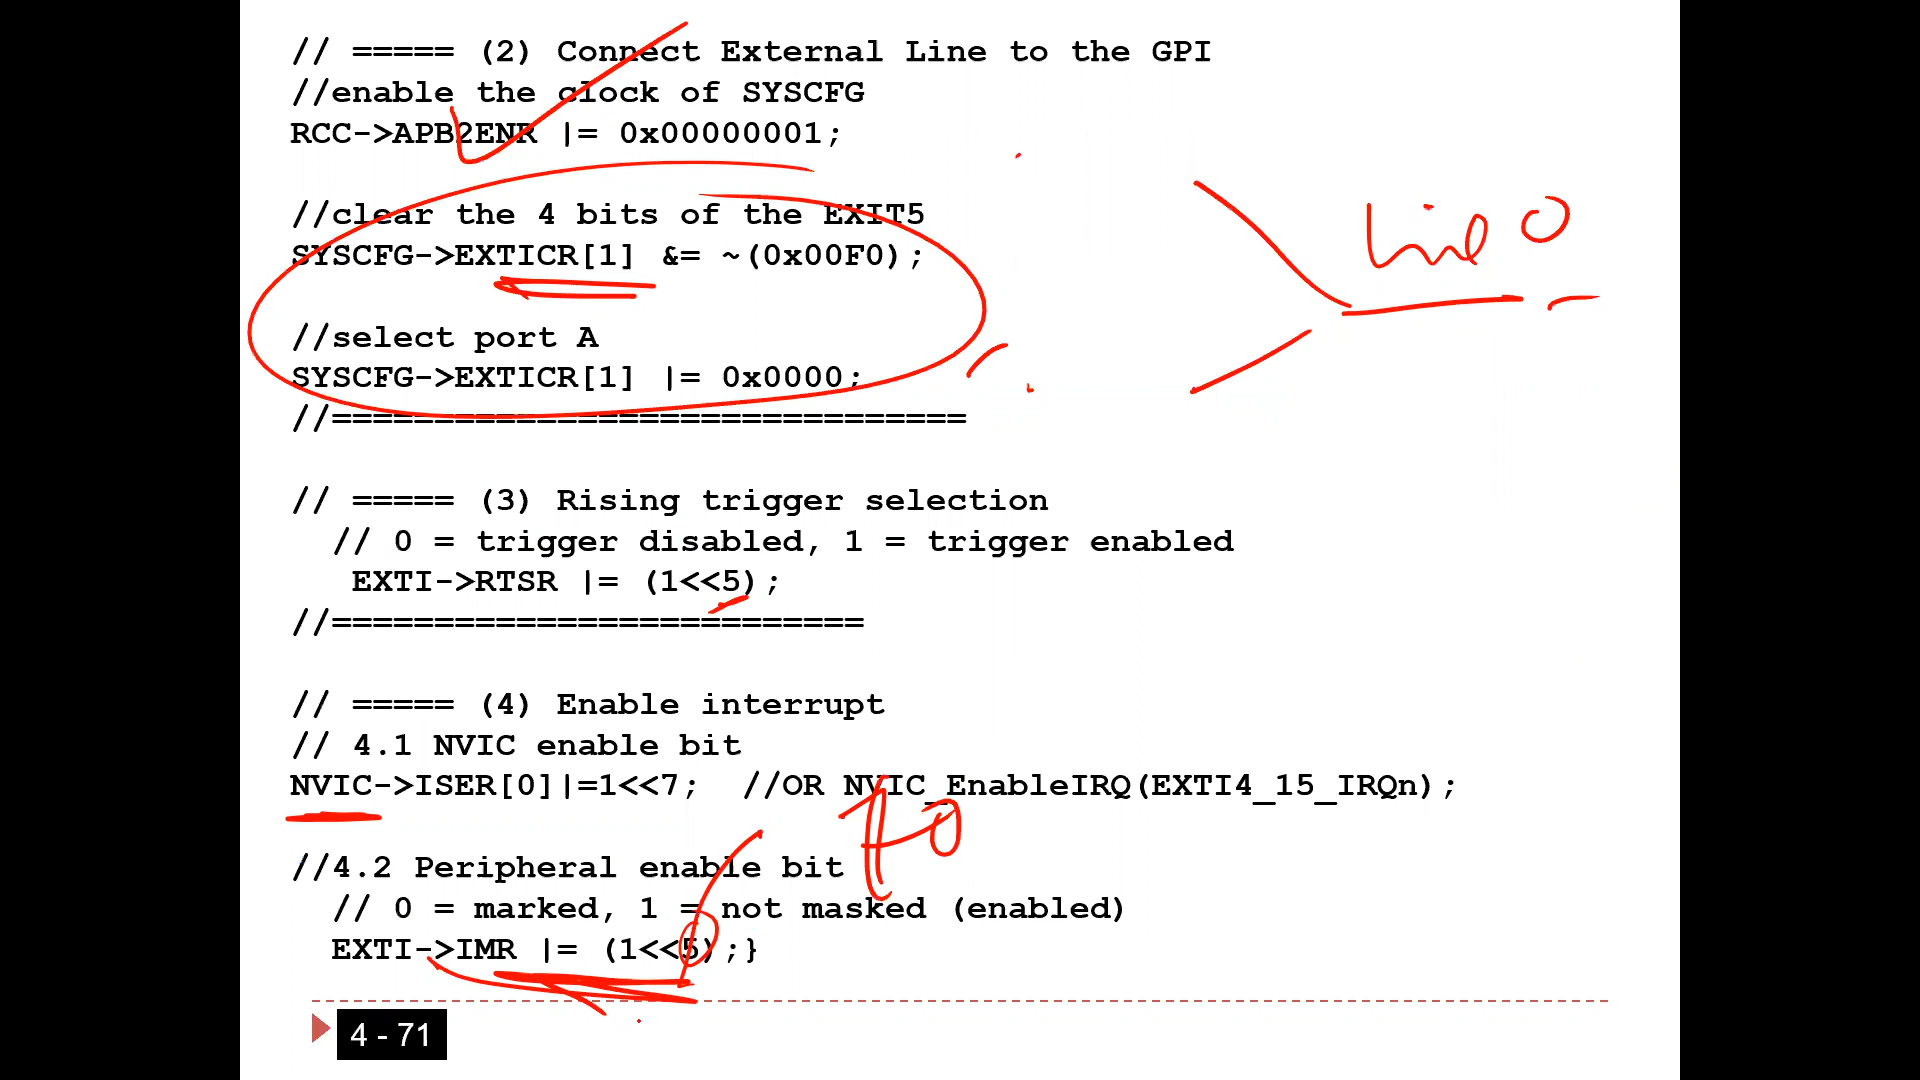 // ===== (2) Connect External Line to the GPI
//enable the clock of SYSCFG
RCC->APB2ENR |= 0x00000001;
//clear the 4 bits of the EXIT5
SYSCFG->EXTICR[1] &= ~(0x00F0);
Line 0
//select port A
SYSCFG->EXTICR[1] |= 0x0000;
//===============================
// ===== (3) Rising trigger selection
// 0 = trigger disabled, 1 = trigger enabled
EXTI->RTSR |= (1<<5);
//==========================
// ===== (4) Enable interrupt
// 4.1 NVIC enable bit
NVIC->ISER[0]|=1<<7; //OR NVIC_EnableIRQ(EXTI4_15_IRQn);
//4.2 Peripheral enable bit
// 0 = marked, 1 = not masked (enabled)
EXTI->IMR |= (1<<5);}
4 - 71